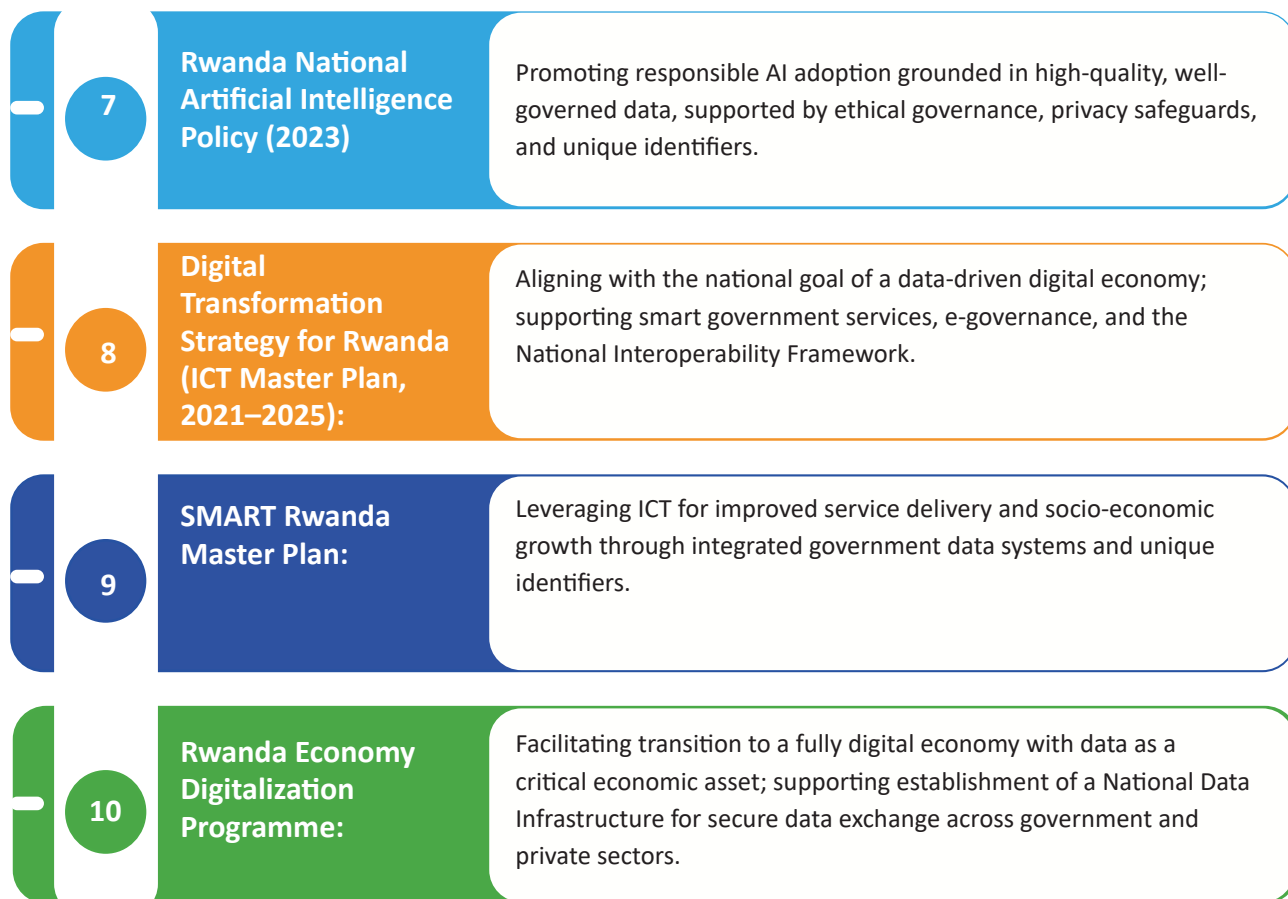 7
Rwanda National
Artificial Intelligence
Policy (2023)
Promoting responsible AI adoption grounded in high-quality, well-
governed data, supported by ethical governance, privacy safeguards,
and unique identifiers.
8
Digital
Transformation
Strategy for Rwanda
(ICT Master Plan,
2021–2025):
Aligning with the national goal of a data-driven digital economy;
supporting smart government services, e-governance, and the
National Interoperability Framework.
9
SMART Rwanda
Master Plan:
Leveraging ICT for improved service delivery and socio-economic
growth through integrated government data systems and unique
identifiers.
10
Rwanda Economy
Digitalization
Programme:
Facilitating transition to a fully digital economy with data as a
critical economic asset; supporting establishment of a National Data
Infrastructure for secure data exchange across government and
private sectors.